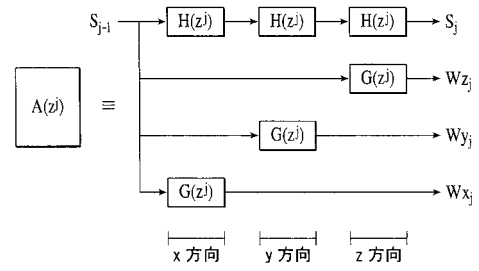 S_{j-1} H(z^j) H(z^j) H(z^j) S_j
G(z^j) Wz_j
A(z^j) ≡
G(z^j) Wy_j
G(z^j) Wx_j
x 方向 y 方向 z 方向